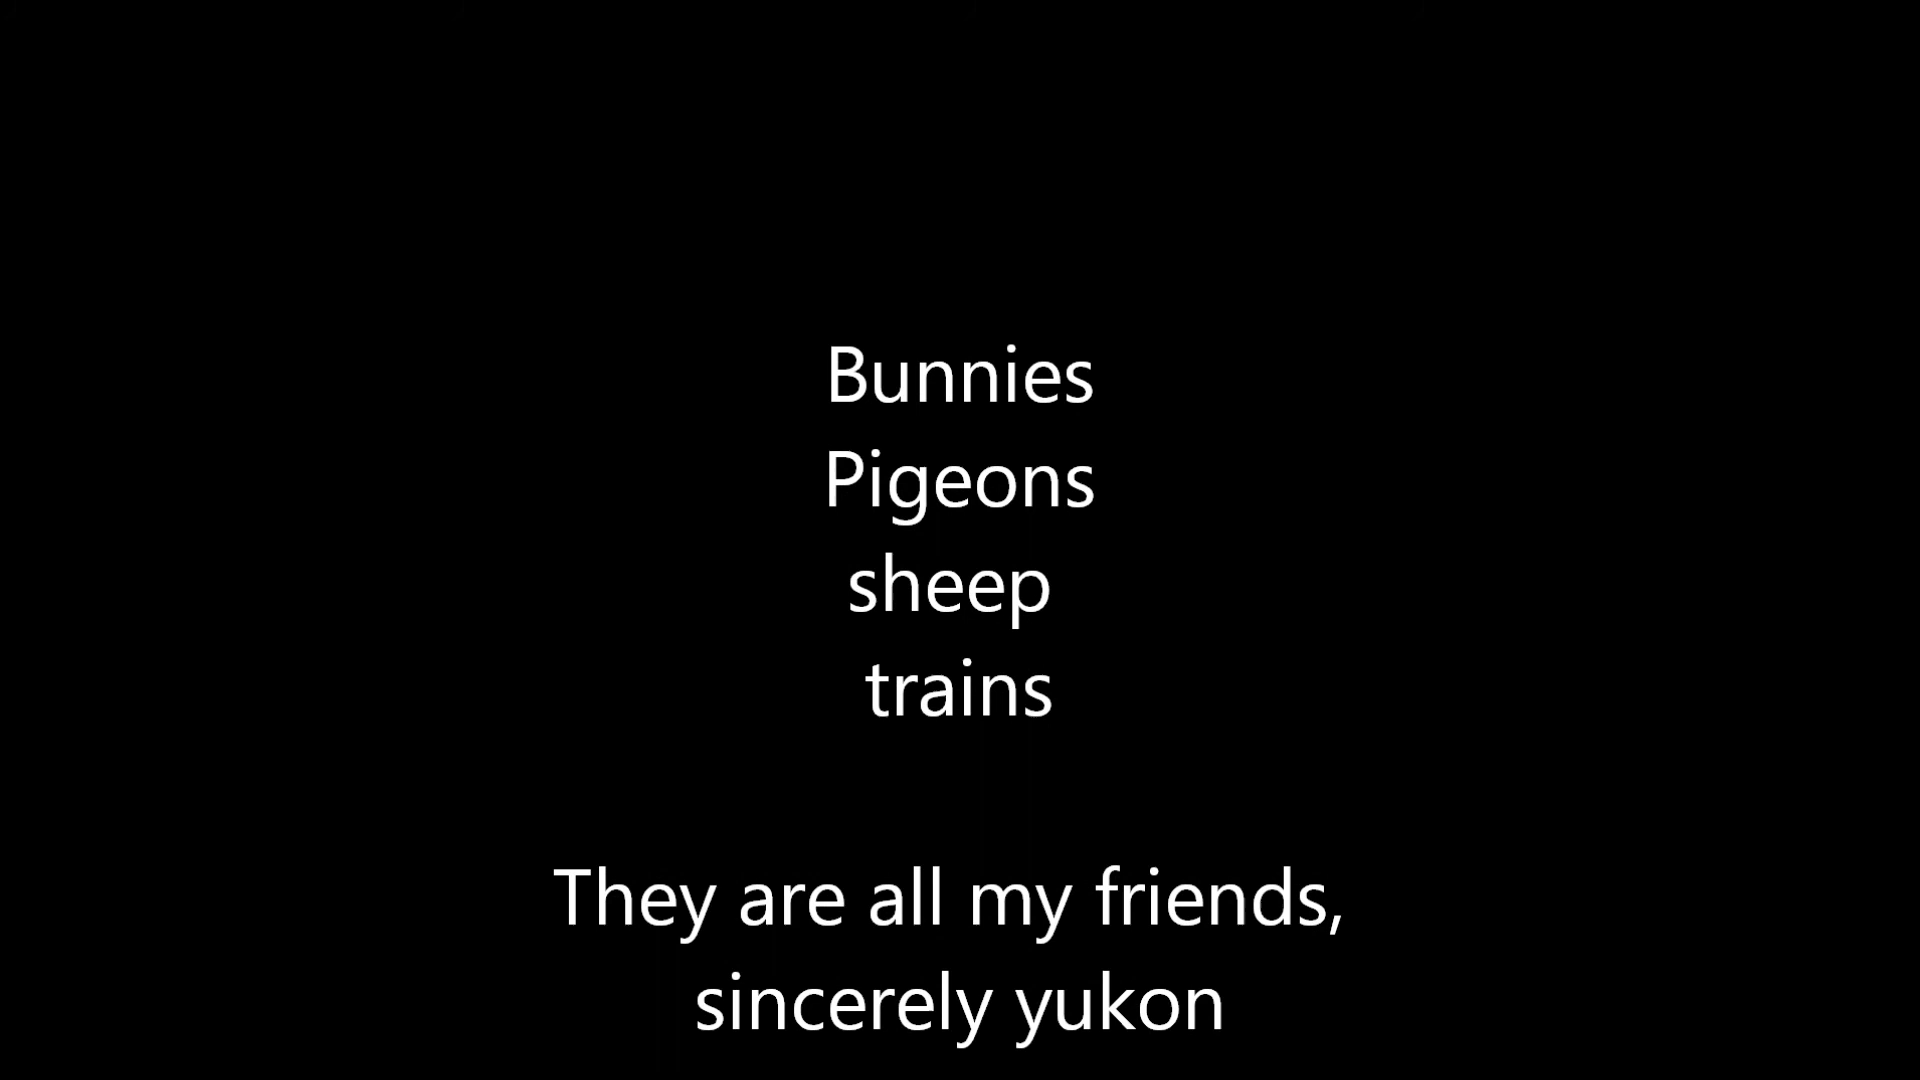 Bunnies
Pigeons
sheep
trains
They are all my friends,
sincerely yukon